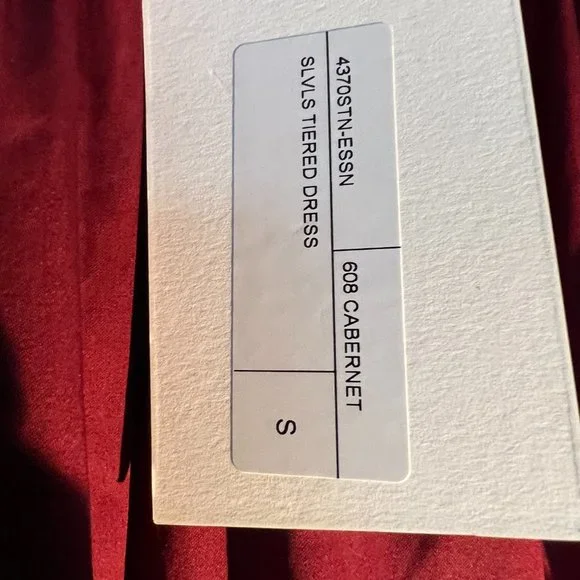 4370STN-ESSN
608 CABERNET
SLVLS TIERED DRESS
S